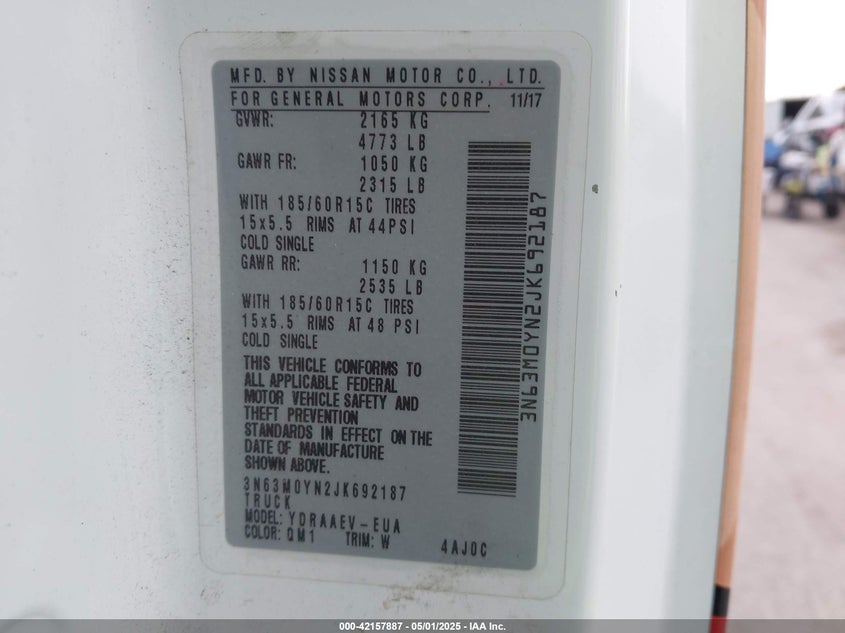 MFD. BY NISSAN MOTOR CO., LTD.
FOR GENERAL MOTORS CORP. 11/17
GVWR: 2165 KG
4773 LB
GAWR FR: 1050 KG
2315 LB
WITH 185/60R15C TIRES
15x5.5 RIMS AT 44PSI
COLD SINGLE
GAWR RR: 1150 KG
2535 LB
WITH 185/60R15C TIRES
15x5.5 RIMS AT 48 PSI
COLD SINGLE
THIS VEHICLE CONFORMS TO
ALL APPLICABLE FEDERAL
MOTOR VEHICLE SAFETY AND
THEFT PREVENTION
STANDARDS IN EFFECT ON THE
DATE OF MANUFACTURE
SHOWN ABOVE.
3N63M0YN2JK692187
TRUCK
MODEL: YDRAAEV-EUA
COLOR: QM1 TRIM: W 4AJ0C
3N63M0YN2JK692187
000-42157887 - 05/01/2025 - IAA Inc.